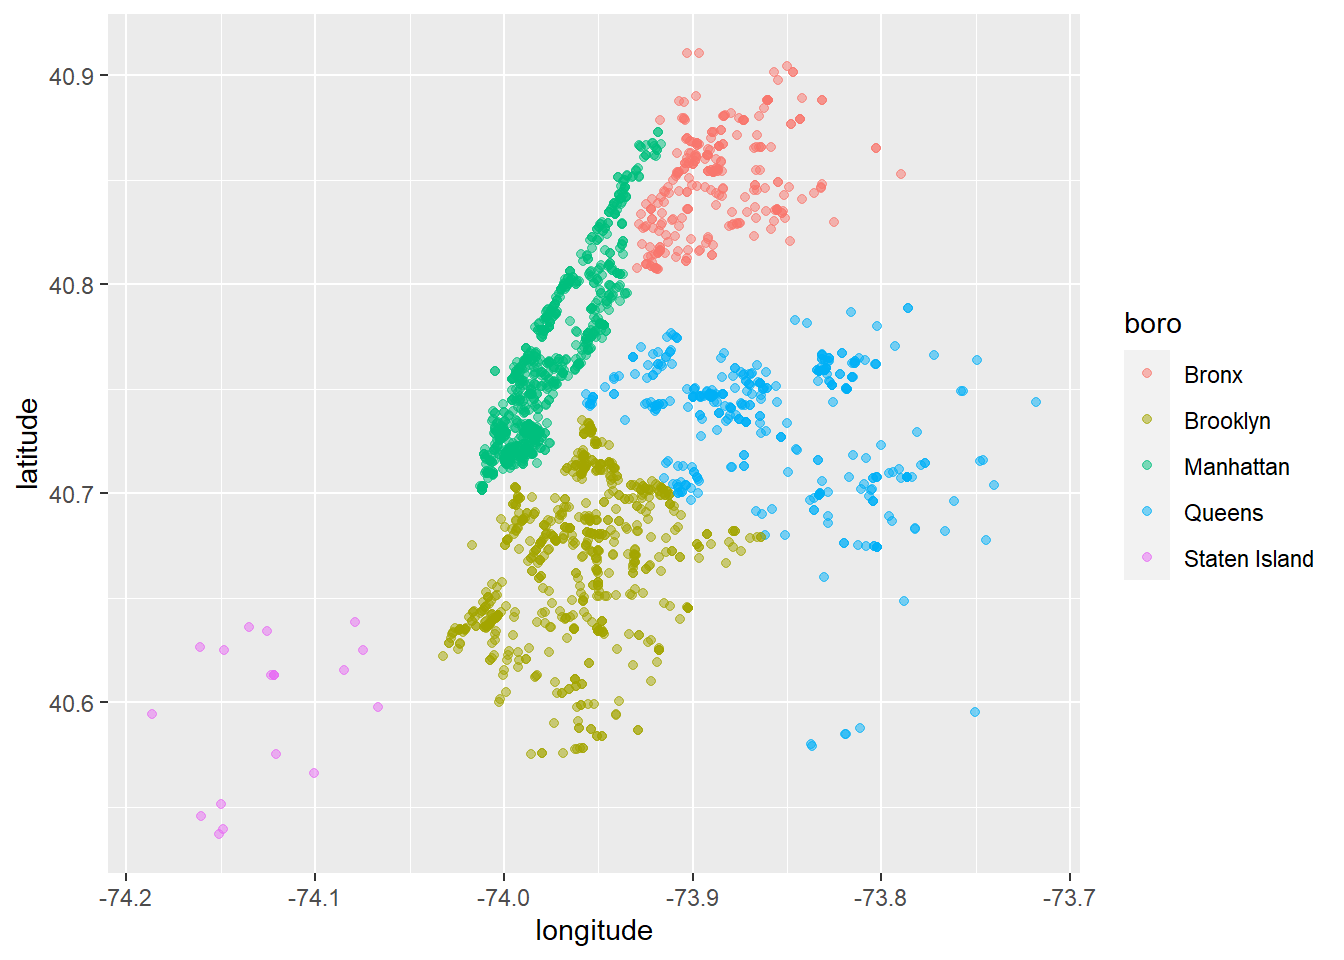 40.9
40.8
40.7
40.6
latitude
-74.2 -74.1 -74.0 -73.9 -73.8 -73.7
longitude
boro
Bronx
Brooklyn
Manhattan
Queens
Staten Island